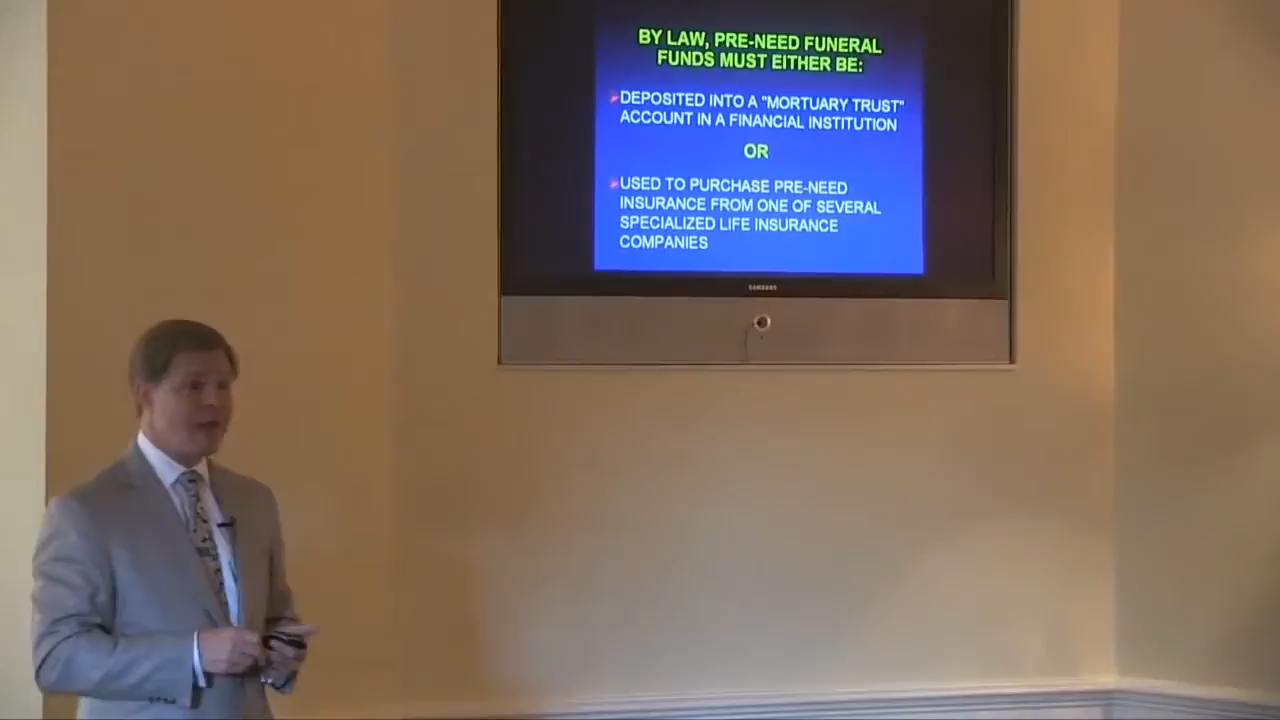 BY LAW, PRE-NEED FUNERAL
FUNDS MUST EITHER BE:
DEPOSITED INTO A "MORTUARY TRUST"
ACCOUNT IN A FINANCIAL INSTITUTION
OR
USED TO PURCHASE PRE-NEED
INSURANCE FROM ONE OF SEVERAL
SPECIALIZED LIFE INSURANCE
COMPANIES
SAMSUNG